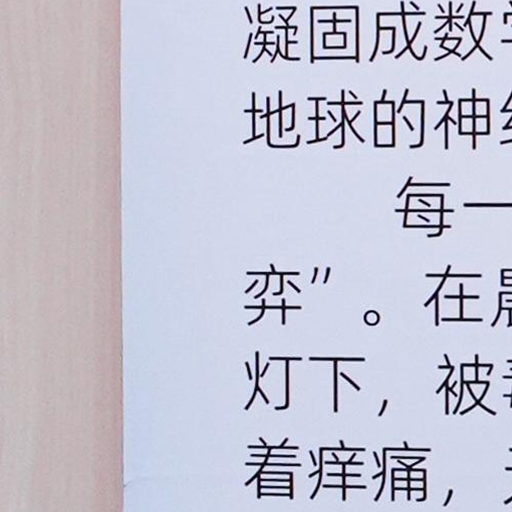 凝固成数
地球的神
每一
弈”。在
灯下，被
着痒痛，